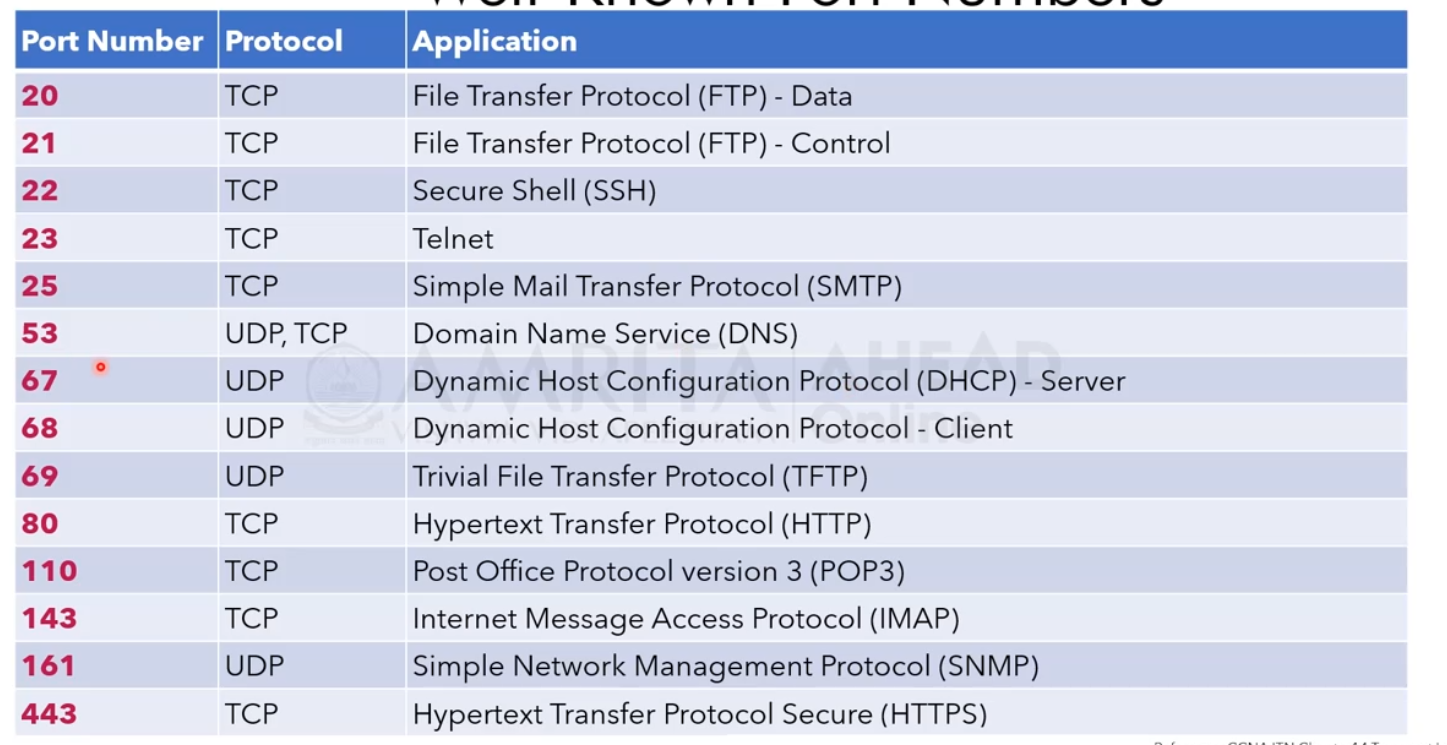 Well-Known Port Numbers
Port Number Protocol Application
20 TCP File Transfer Protocol (FTP) - Data
21 TCP File Transfer Protocol (FTP) - Control
22 TCP Secure Shell (SSH)
23 TCP Telnet
25 TCP Simple Mail Transfer Protocol (SMTP)
53 UDP, TCP Domain Name Service (DNS)
67 UDP Dynamic Host Configuration Protocol (DHCP) - Server
68 UDP Dynamic Host Configuration Protocol - Client
69 UDP Trivial File Transfer Protocol (TFTP)
80 TCP Hypertext Transfer Protocol (HTTP)
110 TCP Post Office Protocol version 3 (POP3)
143 TCP Internet Message Access Protocol (IMAP)
161 UDP Simple Network Management Protocol (SNMP)
443 TCP Hypertext Transfer Protocol Secure (HTTPS)
AMRITA AHEAD
Online